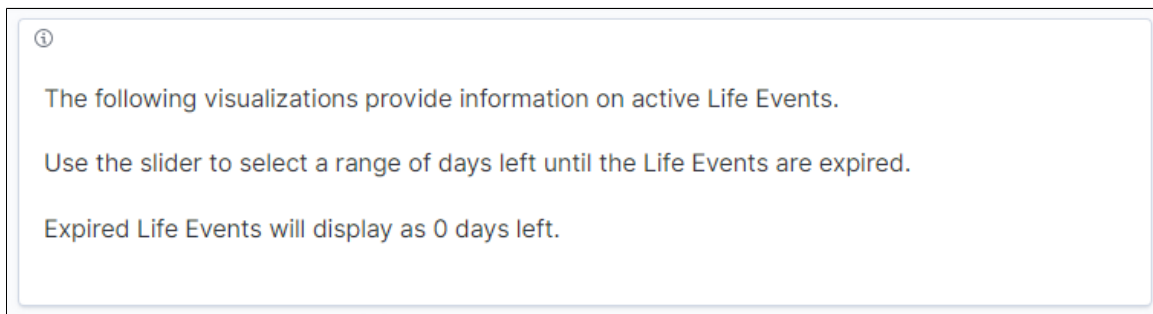 The following visualizations provide information on active Life Events.
Use the slider to select a range of days left until the Life Events are expired.
Expired Life Events will display as 0 days left.